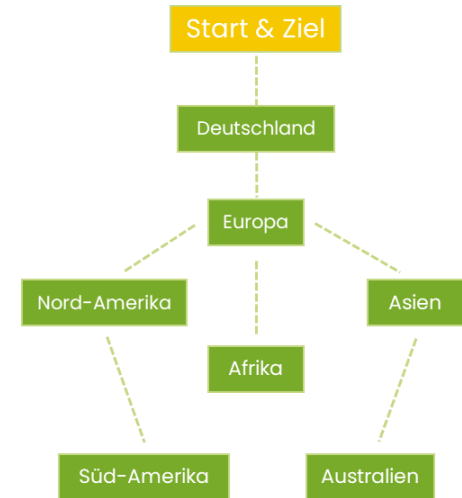 Start & Ziel
Deutschland
Europa
Nord-Amerika
Asien
Afrika
Süd-Amerika
Australien